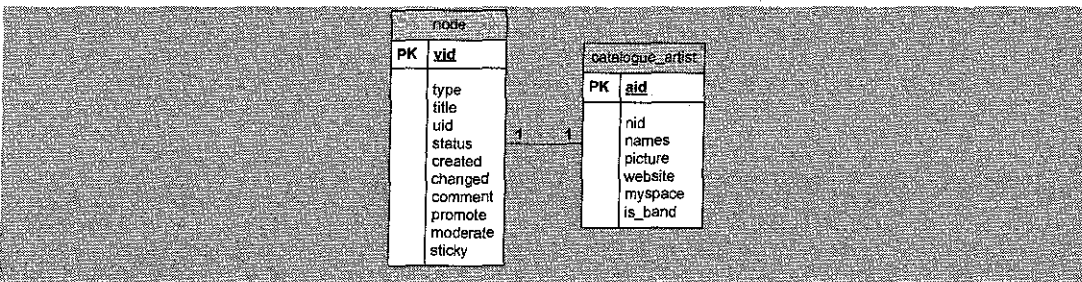 node
PK vid
type
title
uid
status
created
changed
comment
promote
moderate
sticky
1 1
catalogue_artist
PK aid
nid
names
picture
website
myspace
is_band